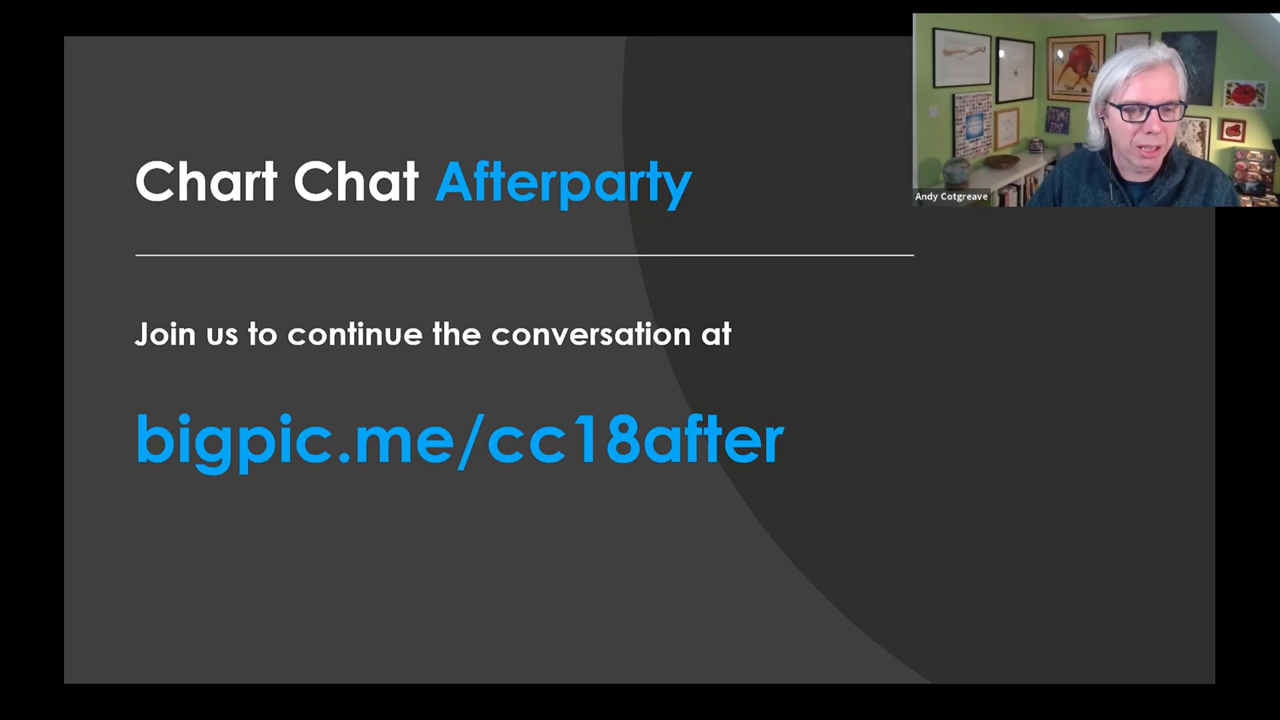 Chart Chat Afterparty
Join us to continue the conversation at
bigpic.me/cc18after
Andy Cotgreave